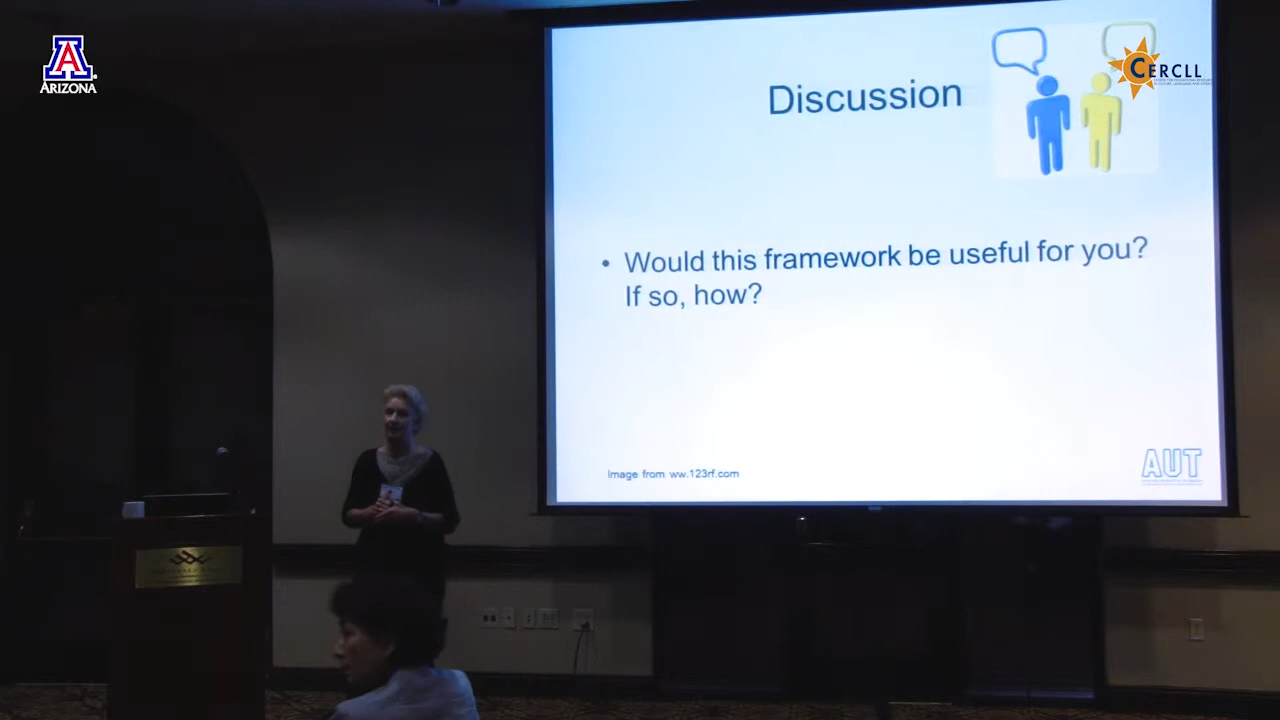 ARIZONA
CERCLL
Discussion
• Would this framework be useful for you?
If so, how?
Image from ww.123rf.com
AUT